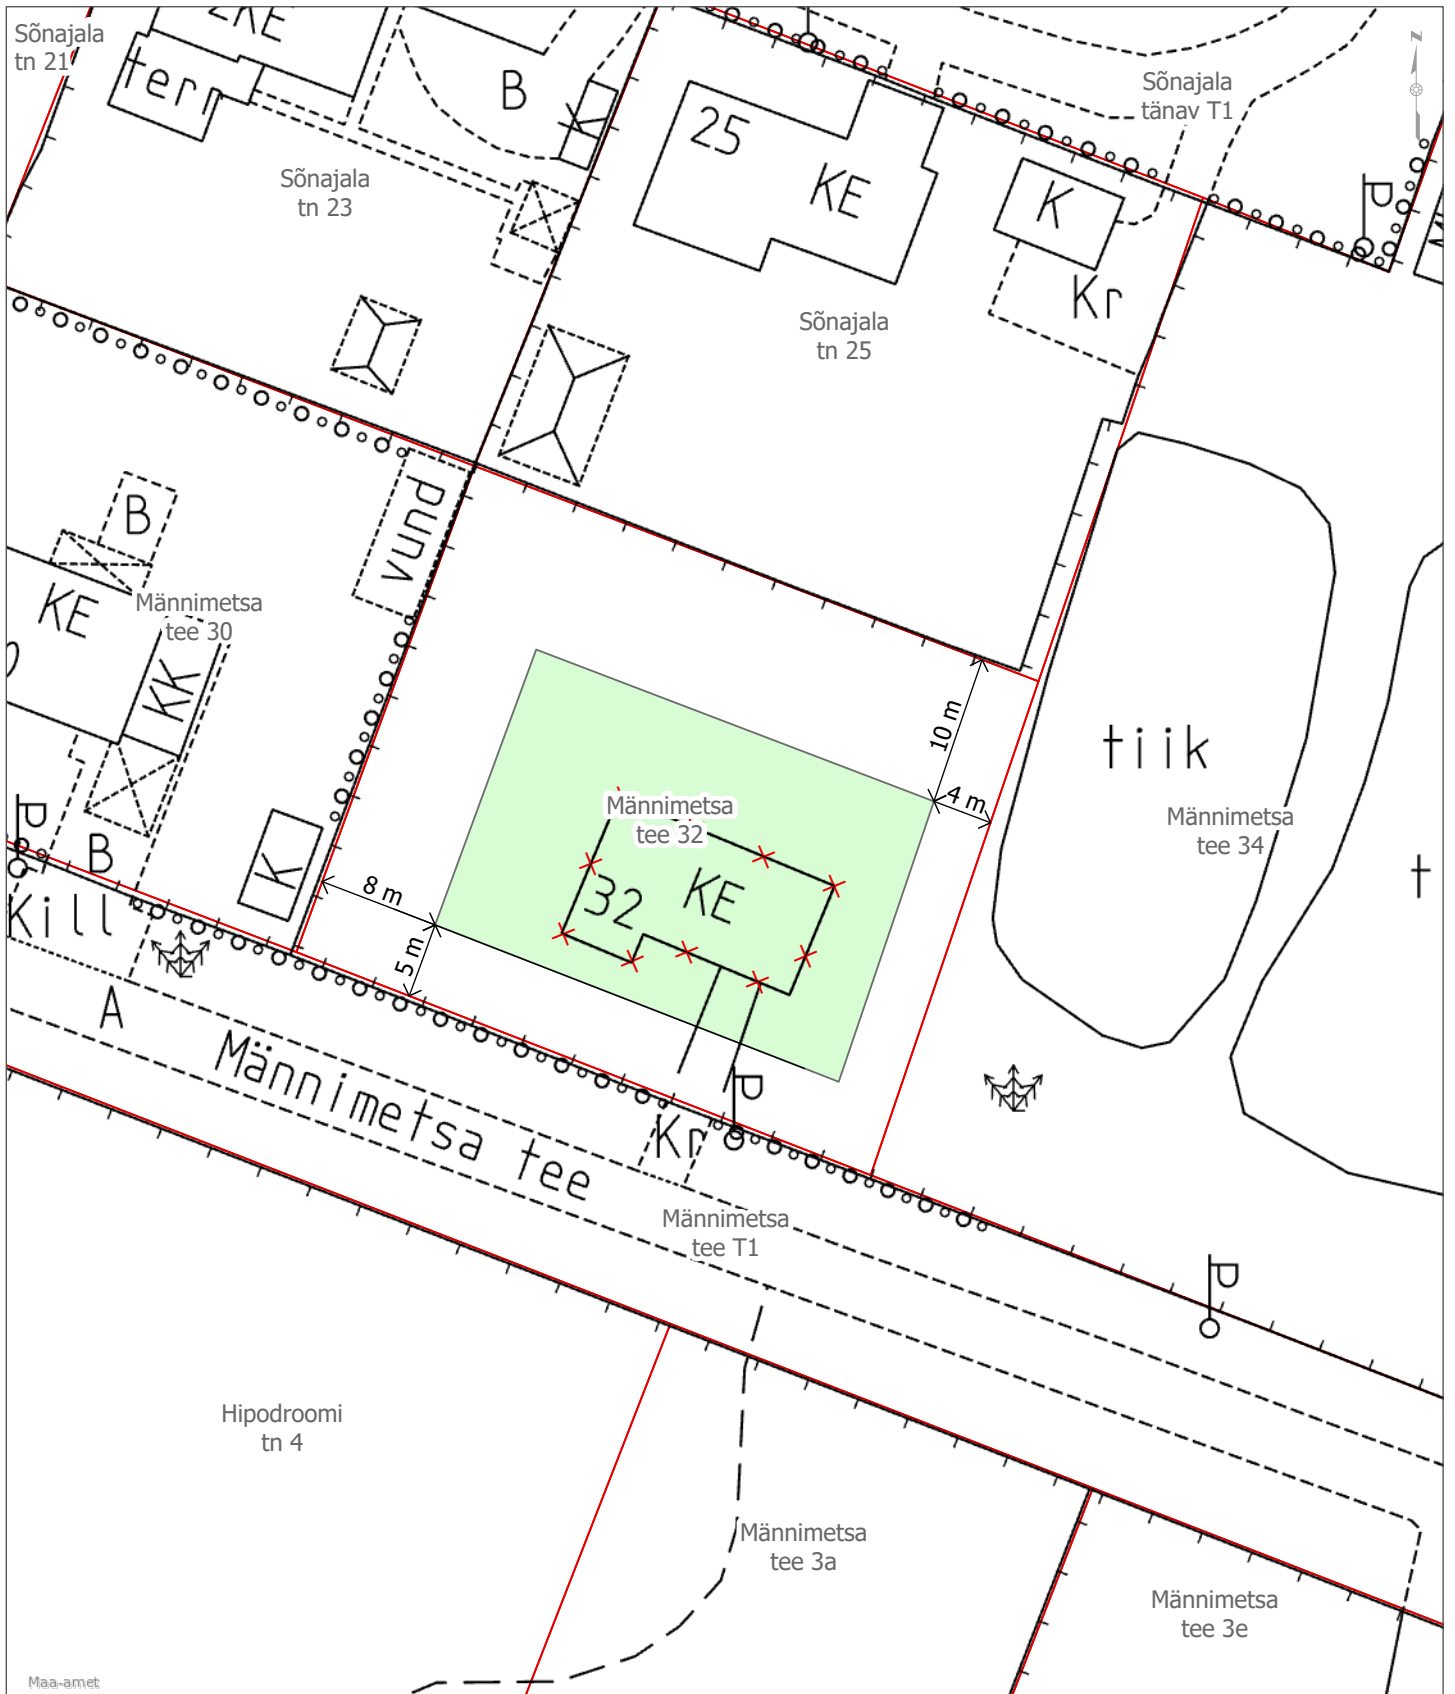 Sõnajala
tn 21
2KE
terr
B
K
Sõnajala
tn 23
25
KE
Sõnajala
tänav T1
K
Kr
Sõnajala
tn 25
N
vund
B
KE
Männimetsa
tee 30
KK
B
K
Kill
A
10 m
4 m
8 m
5 m
Männimetsa
tee 32
32
KE
tiik
Männimetsa
tee 34
t
Männimetsa tee
Kr
Männimetsa
tee T1
Hipodroomi
tn 4
Männimetsa
tee 3a
Männimetsa
tee 3e
Maa-amet